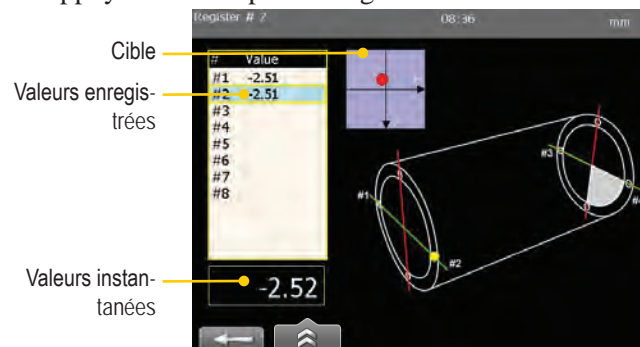 Register # 2 08:36 mm
Cible
# Value
#1 -2.51
Valeurs enregis-
trées
#2 -2.51
#3
#4
#5
#6
#7
#8
#3
#1
#2
Valeurs instan-
tanées
-2.52